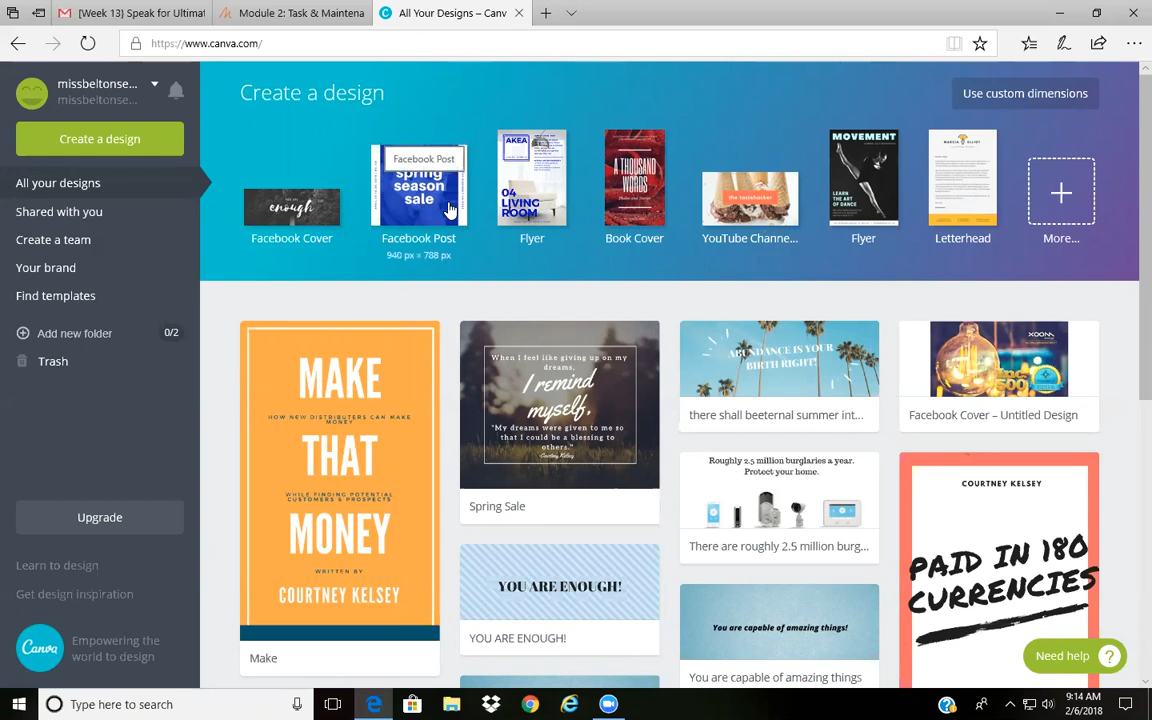 [Week 13] Speak for Ultimat
Module 2: Task & Maintena
All Your Designs – Canv
https://www.canva.com/
missbeltonse...
missbeltonse...
Create a design
All your designs
Shared with you
Create a team
Your brand
Find templates
Add new folder 0/2
Trash
Upgrade
Learn to design
Get design inspiration
Canva
Empowering the
world to design
Create a design
Use custom dimensions
enough
Facebook Cover
Facebook Post
spring
season
sale
Facebook Post
940 px × 788 px
AKEA
04
LIVING
ROOM
Flyer
A THOUSAND
WORDS
Book Cover
the tastehacker
YouTube Channe...
MOVEMENT
LEARN
THE ART
OF DANCE
Flyer
MARCIA ELLIOT
Letterhead
More...
MAKE
HOW NEW DISTRIBUTERS CAN MAKE
MONEY
THAT
WHILE FINDING POTENTIAL
CUSTOMERS & PROSPECTS
MONEY
WRITTEN BY
COURTNEY KELSEY
Make
When I feel like giving up on my
dreams,
I remind
myself,
"My dreams were given to me so
that I could be a blessing to
others."
-Courtney Kelsey
Spring Sale
YOU ARE ENOUGH!
YOU ARE ENOUGH!
ABUNDANCE IS YOUR
BIRTH RIGHT!
there shall beeternal summer int...
Roughly 2.5 million burglaries a year.
Protect your home.
There are roughly 2.5 million burg...
You are capable of amazing things!
You are capable of amazing things
XOOM
Inc.
500
Facebook Cover – Untitled Design
COURTNEY KELSEY
PAID IN 180
CURRENCIES
Need help ?
Type here to search
9:14 AM
2/6/2018